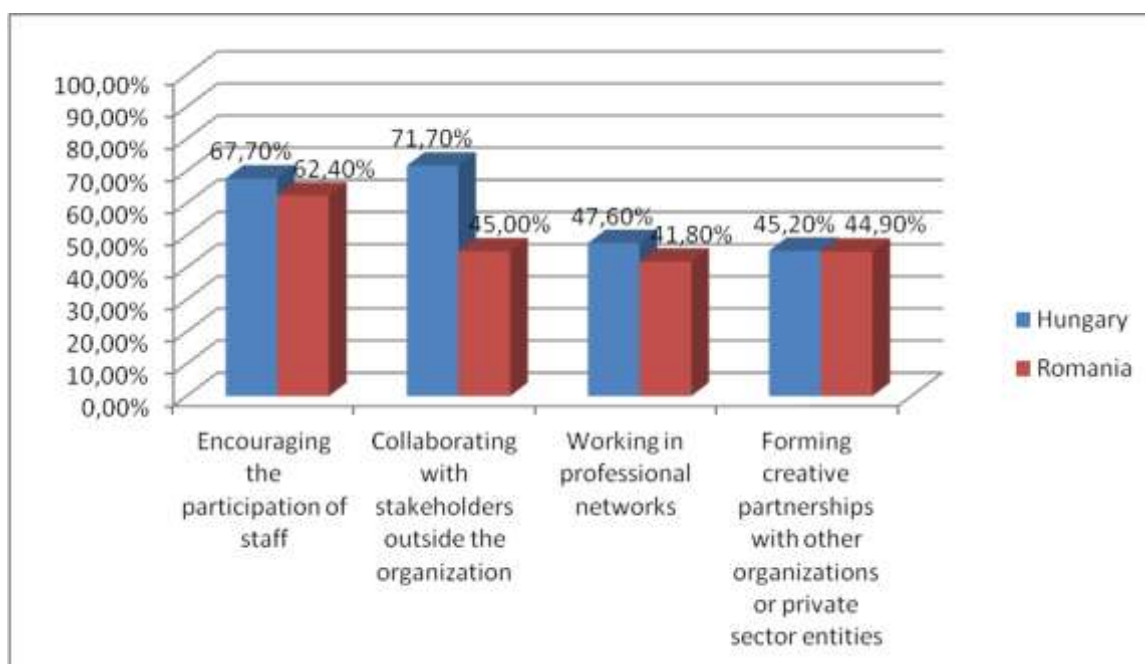 100,00%
90,00%
80,00%
70,00%
60,00%
50,00%
40,00%
30,00%
20,00%
10,00%
0,00%
67,70%
62,40%
71,70%
45,00%
47,60%
41,80%
45,20%
44,90%
Encouraging
the
participation of
staff
Collaborating
with
stakeholders
outside the
organization
Working in
professional
networks
Forming
creative
partnerships
with other
organizations
or private
sector entities
Hungary
Romania